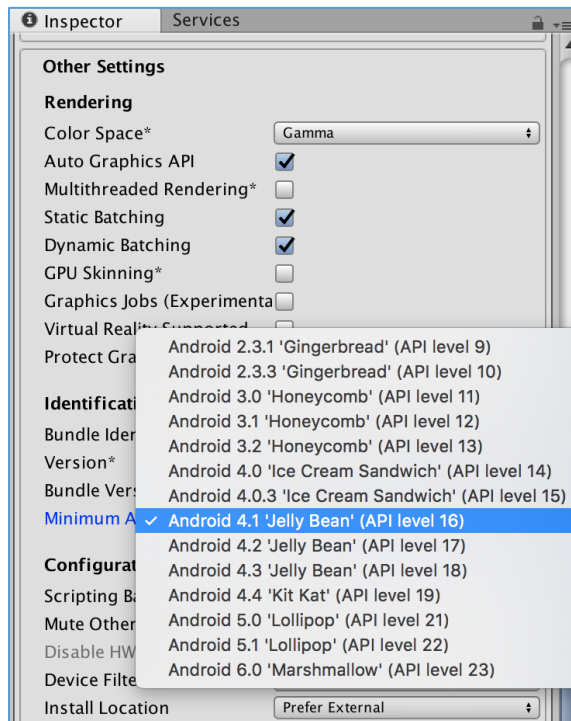 Inspector Services
Other Settings
Rendering
Color Space* Gamma
Auto Graphics API
Multithreaded Rendering*
Static Batching
Dynamic Batching
GPU Skinning*
Graphics Jobs (Experimenta
Virtual Reality Supported
Protect Gra
Android 2.3.1 'Gingerbread' (API level 9)
Android 2.3.3 'Gingerbread' (API level 10)
Android 3.0 'Honeycomb' (API level 11)
Identificati
Android 3.1 'Honeycomb' (API level 12)
Bundle Iden
Android 3.2 'Honeycomb' (API level 13)
Version*
Android 4.0 'Ice Cream Sandwich' (API level 14)
Bundle Vers
Android 4.0.3 'Ice Cream Sandwich' (API level 15)
Minimum A
Android 4.1 'Jelly Bean' (API level 16)
Android 4.2 'Jelly Bean' (API level 17)
Configurat
Android 4.3 'Jelly Bean' (API level 18)
Scripting Ba
Android 4.4 'Kit Kat' (API level 19)
Mute Other
Android 5.0 'Lollipop' (API level 21)
Disable HW
Android 5.1 'Lollipop' (API level 22)
Device Filte
Android 6.0 'Marshmallow' (API level 23)
Install Location Prefer External